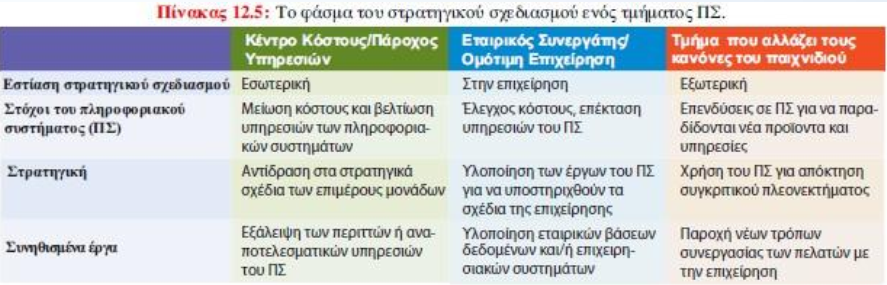 Πίνακας 12.5: Το φάσμα του στρατηγικού σχεδιασμού ενός τμήματος ΠΣ.
Κέντρο Κόστους/Πάροχος
Υπηρεσιών
Εταιρικός Συνεργάτης/
Ομότιμη Επιχείρηση
Τμήμα που αλλάζει τους
κανόνες του παιχνιδιού
Εστίαση στρατηγικού σχεδιασμού
Εσωτερική
Στην επιχείρηση
Εξωτερική
Στόχοι του πληροφοριακού
συστήματος (ΠΣ)
Μείωση κόστους και βελτίωση
υπηρεσιών των πληροφορια-
κών συστημάτων
Έλεγχος κόστους, επέκταση
υπηρεσιών του ΠΣ
Επενδύσεις σε ΠΣ για να παρα-
δίδονται νέα προϊοντα και
υπηρεσίες
Στρατηγική
Αντίδραση στα στρατηγικά
σχέδια των επιμέρους μονάδων
Υλοποίηση των έργων του ΠΣ
για να υποστηριχθούν τα
σχέδια της επιχείρησης
Χρήση του ΠΣ για απόκτηση
συγκριτικού πλεονεκτήματος
Συνηθισμένα έργα
Εξάλειψη των περιττών ή ανα-
ποτελεσματικών υπηρεσιών
του ΠΣ
Υλοποίηση εταιρικών βάσεων
δεδομένων και/ή επιχειρη-
σιακών συστημάτων
Παροχή νέων τρόπων
συνεργασίας των πελατών με
την επιχείρηση